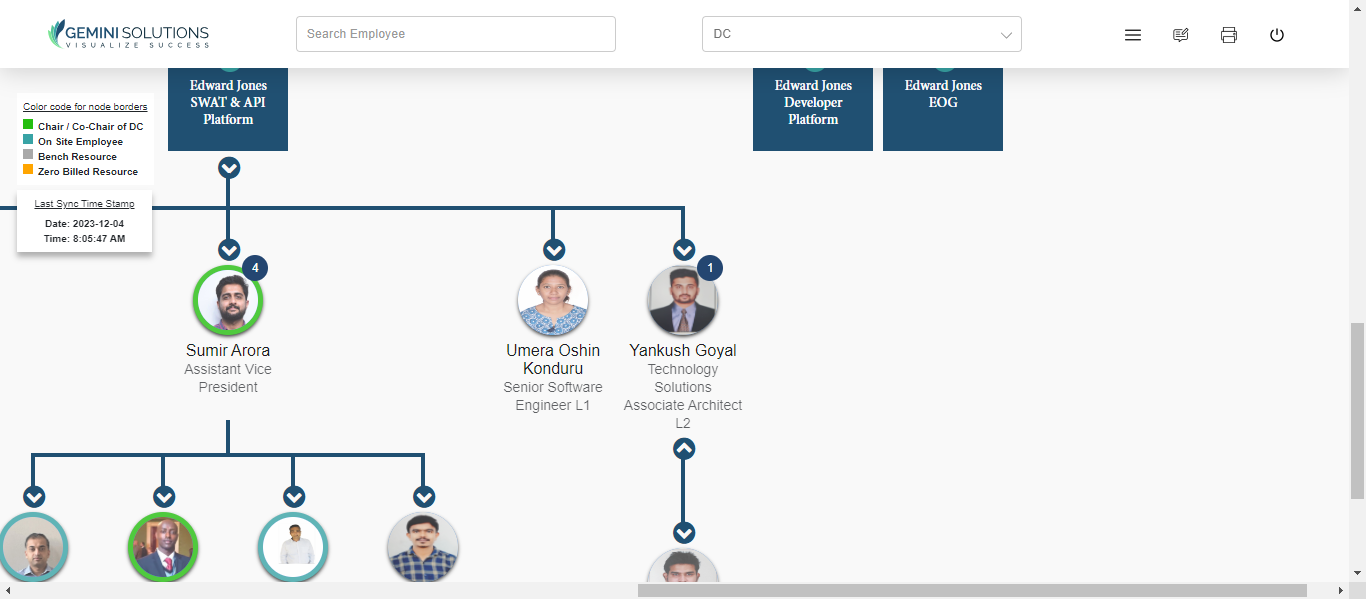 GEMINI SOLUTIONS
VISUALIZE SUCCESS
Search Employee
DC
Edward Jones
SWAT & API
Platform
Edward Jones
Developer
Platform
Edward Jones
EOG
Color code for node borders
Chair / Co-Chair of DC
On Site Employee
Bench Resource
Zero Billed Resource
Last Sync Time Stamp
Date: 2023-12-04
Time: 8:05:47 AM
4
Sumir Arora
Assistant Vice
President
Umera Oshin
Konduru
Senior Software
Engineer L1
1
Yankush Goyal
Technology
Solutions
Associate Architect
L2